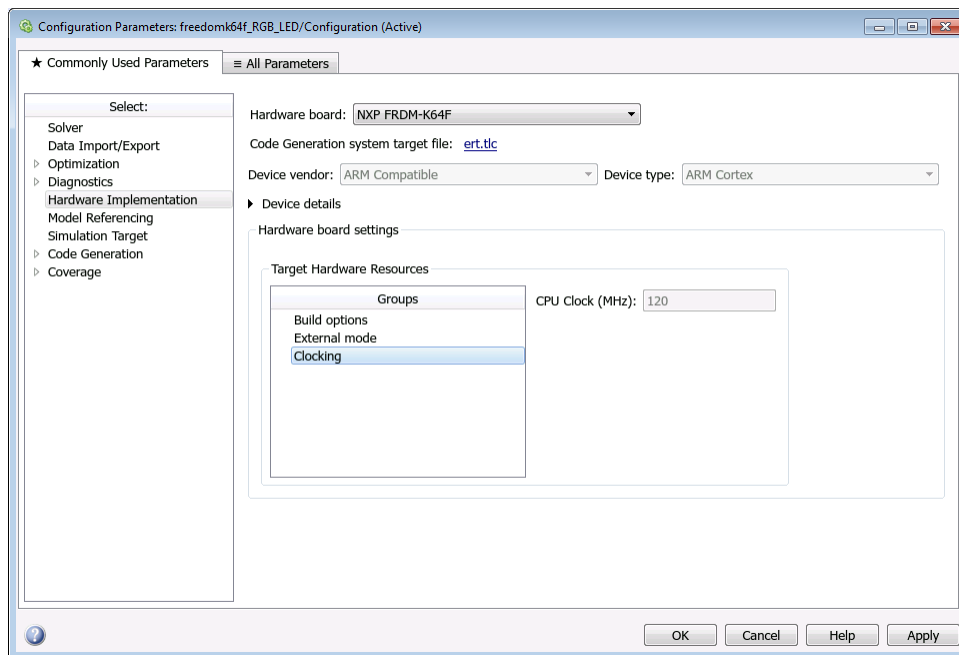 Configuration Parameters: freedomk64f_RGB_LED/Configuration (Active)
★ Commonly Used Parameters
≡ All Parameters
Select:
Solver
Data Import/Export
Optimization
Diagnostics
Hardware Implementation
Model Referencing
Simulation Target
Code Generation
Coverage
Hardware board: NXP FRDM-K64F
Code Generation system target file: ert.tlc
Device vendor: ARM Compatible Device type: ARM Cortex
Device details
Hardware board settings
Target Hardware Resources
Groups
Build options
External mode
Clocking
CPU Clock (MHz): 120
?
OK Cancel Help Apply